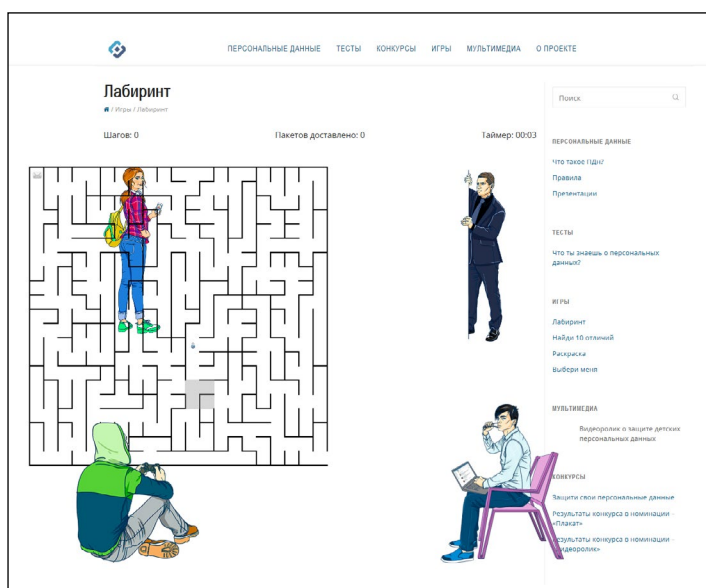 ПЕРСОНАЛЬНЫЕ ДАННЫЕ ТЕСТЫ КОНКУРСЫ ИГРЫ МУЛЬТИМЕДИА О ПРОЕКТЕ
Лабиринт
/ Игры / Лабиринт
Шагов: 0 Пакетов доставлено: 0 Таймер: 00:03
Поиск
ПЕРСОНАЛЬНЫЕ ДАННЫЕ
Что такое ПДн?
Правила
Презентации
ТЕСТЫ
Что ты знаешь о персональных
данных?
ИГРЫ
Лабиринт
Найди 10 отличий
Раскраска
Выбери меня
МУЛЬТИМЕДИА
Видеоролик о защите детских
персональных данных
КОНКУРСЫ
Защити свои персональные данные
Результаты конкурса в номинации -
«Плакат»
Результаты конкурса в номинации -
«Видеоролик»